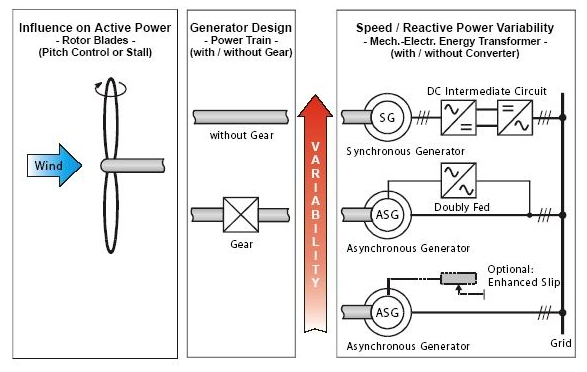 Influence on Active Power
- Rotor Blades -
(Pitch Control or Stall)
Wind
Generator Design
- Power Train -
(with / without Gear)
without Gear
Gear
VARIABILITY
Speed / Reactive Power Variability
- Mech.-Electr. Energy Transformer -
(with / without Converter)
DC Intermediate Circuit
SG
Synchronous Generator
Doubly Fed
ASG
Asynchronous Generator
Optional:
Enhanced Slip
ASG
Asynchronous Generator
Grid